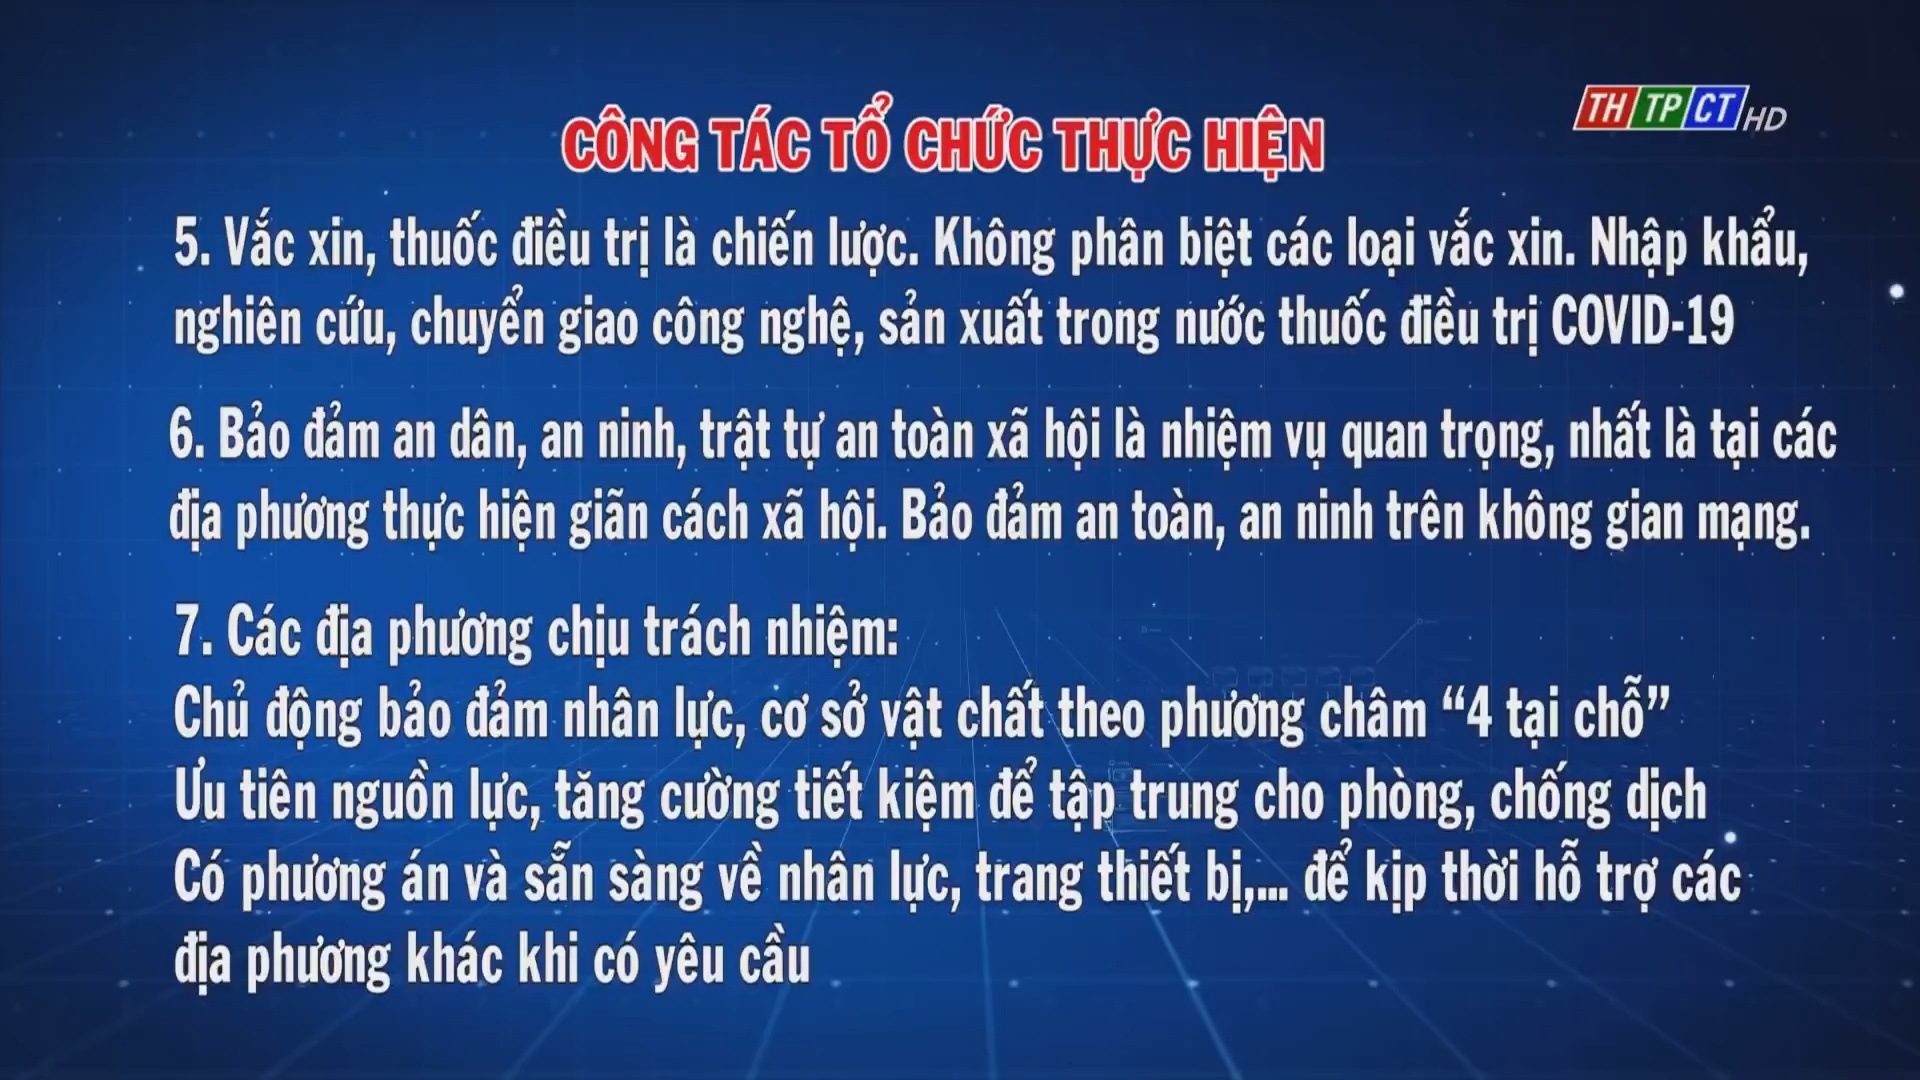 CÔNG TÁC TỔ CHỨC THỰC HIỆN
TH TP CT HD
5. Vắc xin, thuốc điều trị là chiến lược. Không phân biệt các loại vắc xin. Nhập khẩu,
nghiên cứu, chuyển giao công nghệ, sản xuất trong nước thuốc điều trị COVID-19
6. Bảo đảm an dân, an ninh, trật tự an toàn xã hội là nhiệm vụ quan trọng, nhất là tại các
địa phương thực hiện giãn cách xã hội. Bảo đảm an toàn, an ninh trên không gian mạng.
7. Các địa phương chịu trách nhiệm:
Chủ động bảo đảm nhân lực, cơ sở vật chất theo phương châm “4 tại chỗ”
Ưu tiên nguồn lực, tăng cường tiết kiệm để tập trung cho phòng, chống dịch
Có phương án và sẵn sàng về nhân lực, trang thiết bị,... để kịp thời hỗ trợ các
địa phương khác khi có yêu cầu